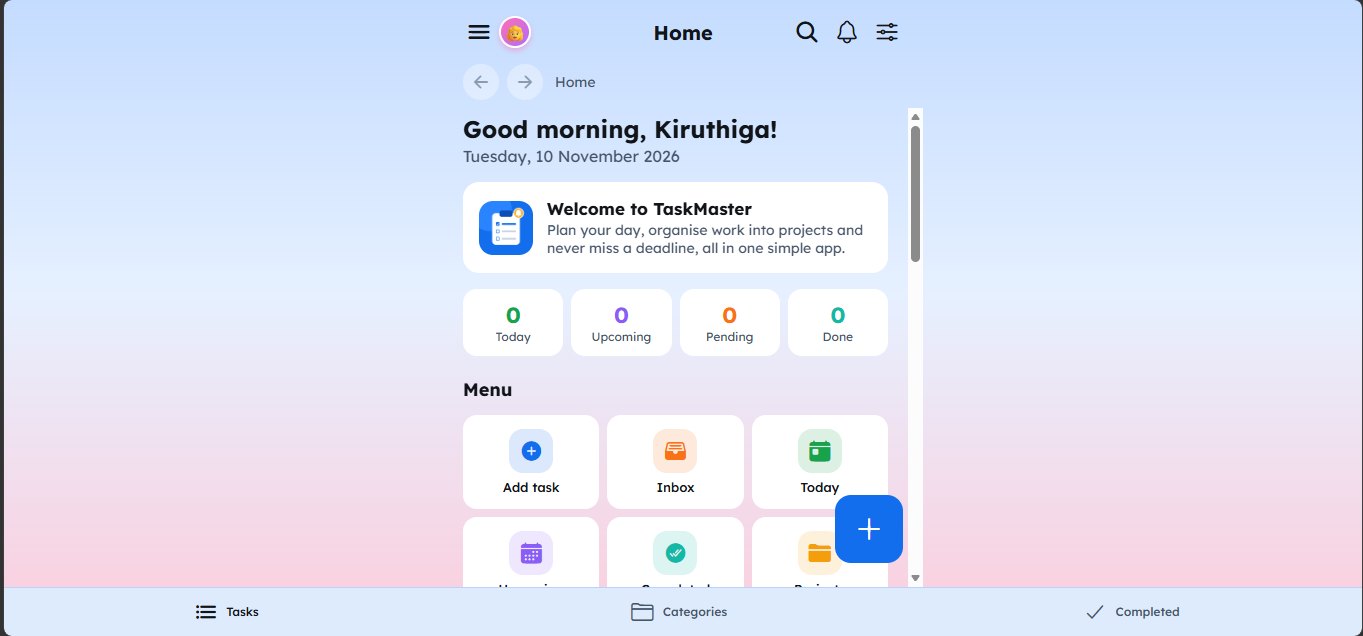 Home
Home
Good morning, Kiruthiga!
Tuesday, 10 November 2026
Welcome to TaskMaster
Plan your day, organise work into projects and
never miss a deadline, all in one simple app.
0 0 0 0
Today Upcoming Pending Done
Menu
Add task Inbox Today
Tasks Categories Completed